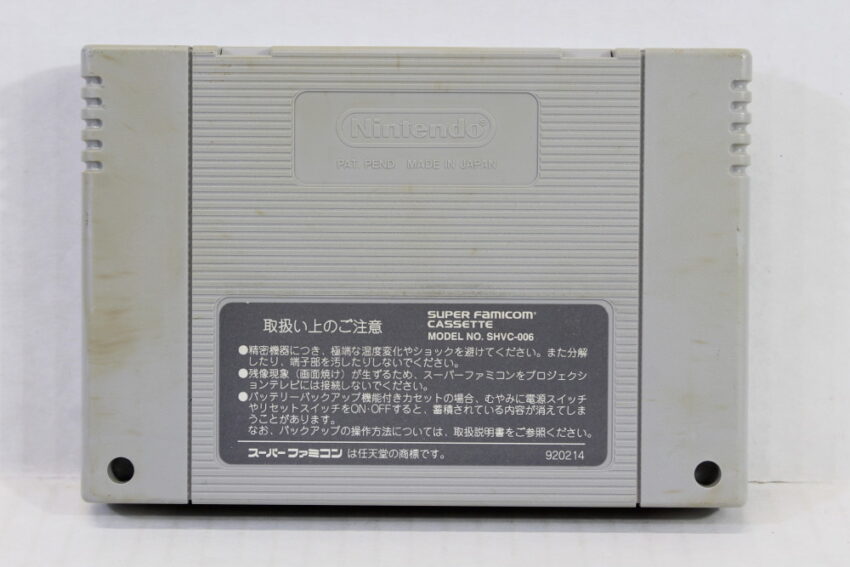 Nintendo®
PAT. PEND MADE IN JAPAN
取扱い上のご注意
SUPER FAMICOM®
CASSETTE
MODEL NO. SHVC-006
●精密機器につき、極端な温度変化やショックを避けてください。また分解
したり、端子部を汚したりしないでください。
●残像現象（画面焼け）が生ずるため、スーパーファミコンをプロジェクシ
ョンテレビには接続しないでください。
●バッテリーバックアップ機能付きカセットの場合、むやみに電源スイッチ
やリセットスイッチをON・OFFすると、蓄積されている内容が消えてしま
うことがあります。
なお、バックアップの操作方法については、取扱説明書をご参照ください。
スーパーファミコン は任天堂の商標です。
920214